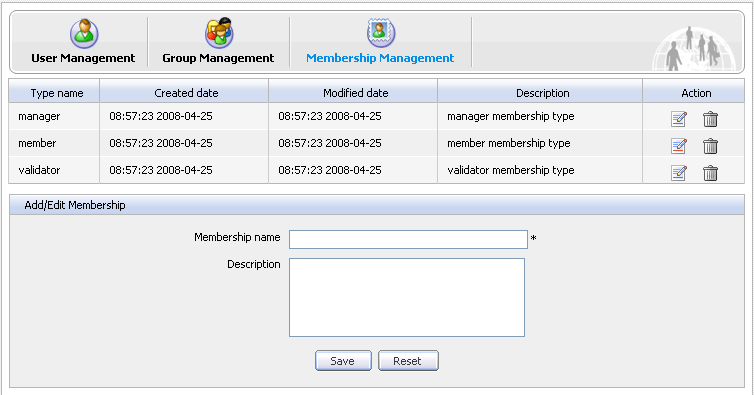 User Management Group Management Membership Management
Type name Created date Modified date Description Action
manager 08:57:23 2008-04-25 08:57:23 2008-04-25 manager membership type
member 08:57:23 2008-04-25 08:57:23 2008-04-25 member membership type
validator 08:57:23 2008-04-25 08:57:23 2008-04-25 validator membership type
Add/Edit Membership
Membership name *
Description
Save Reset